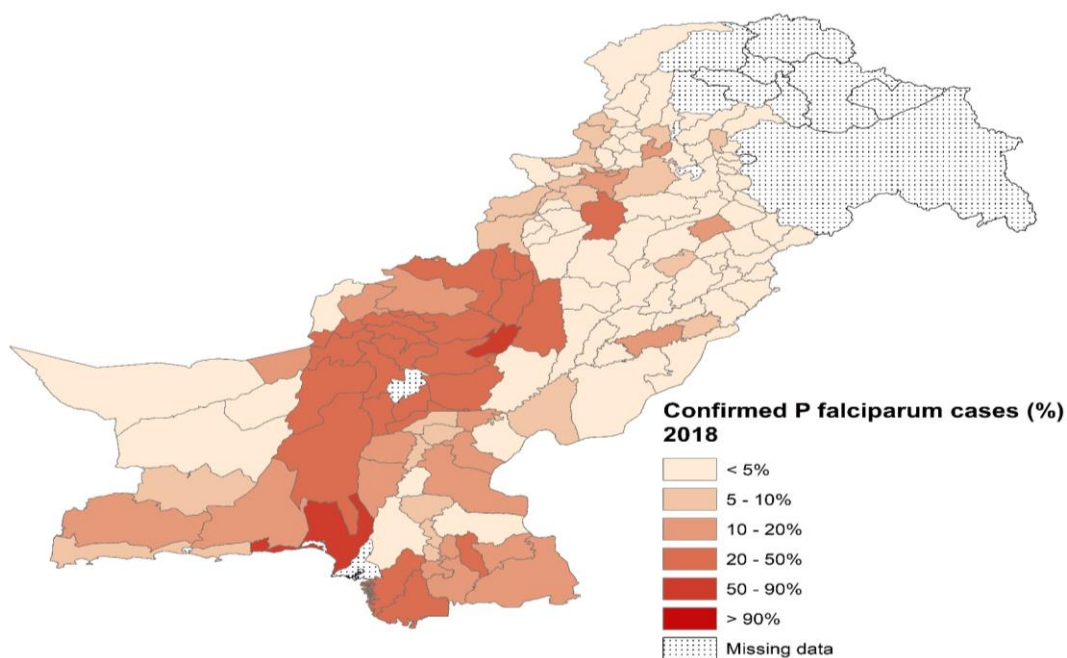 Confirmed P falciparum cases (%)
2018
< 5%
5 - 10%
10 - 20%
20 - 50%
50 - 90%
> 90%
Missing data